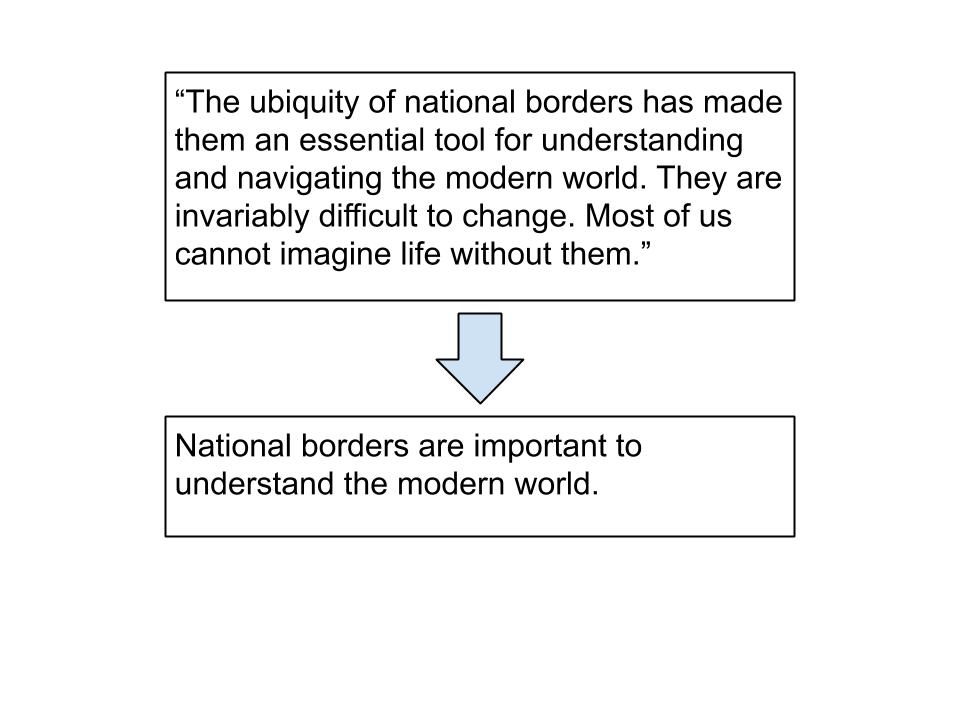 “The ubiquity of national borders has made
them an essential tool for understanding
and navigating the modern world. They are
invariably difficult to change. Most of us
cannot imagine life without them.”
National borders are important to
understand the modern world.